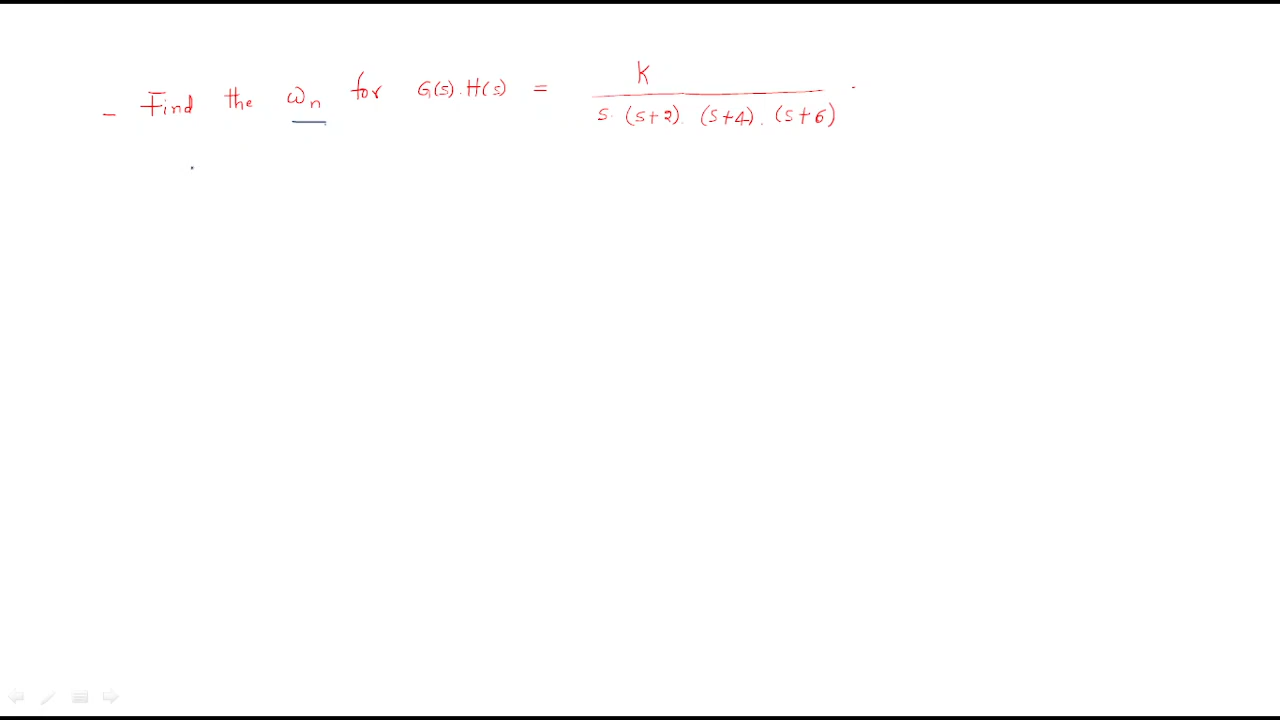 - Find the ωn for G(s).H(s) = K
s.(s+2).(s+4).(s+6)